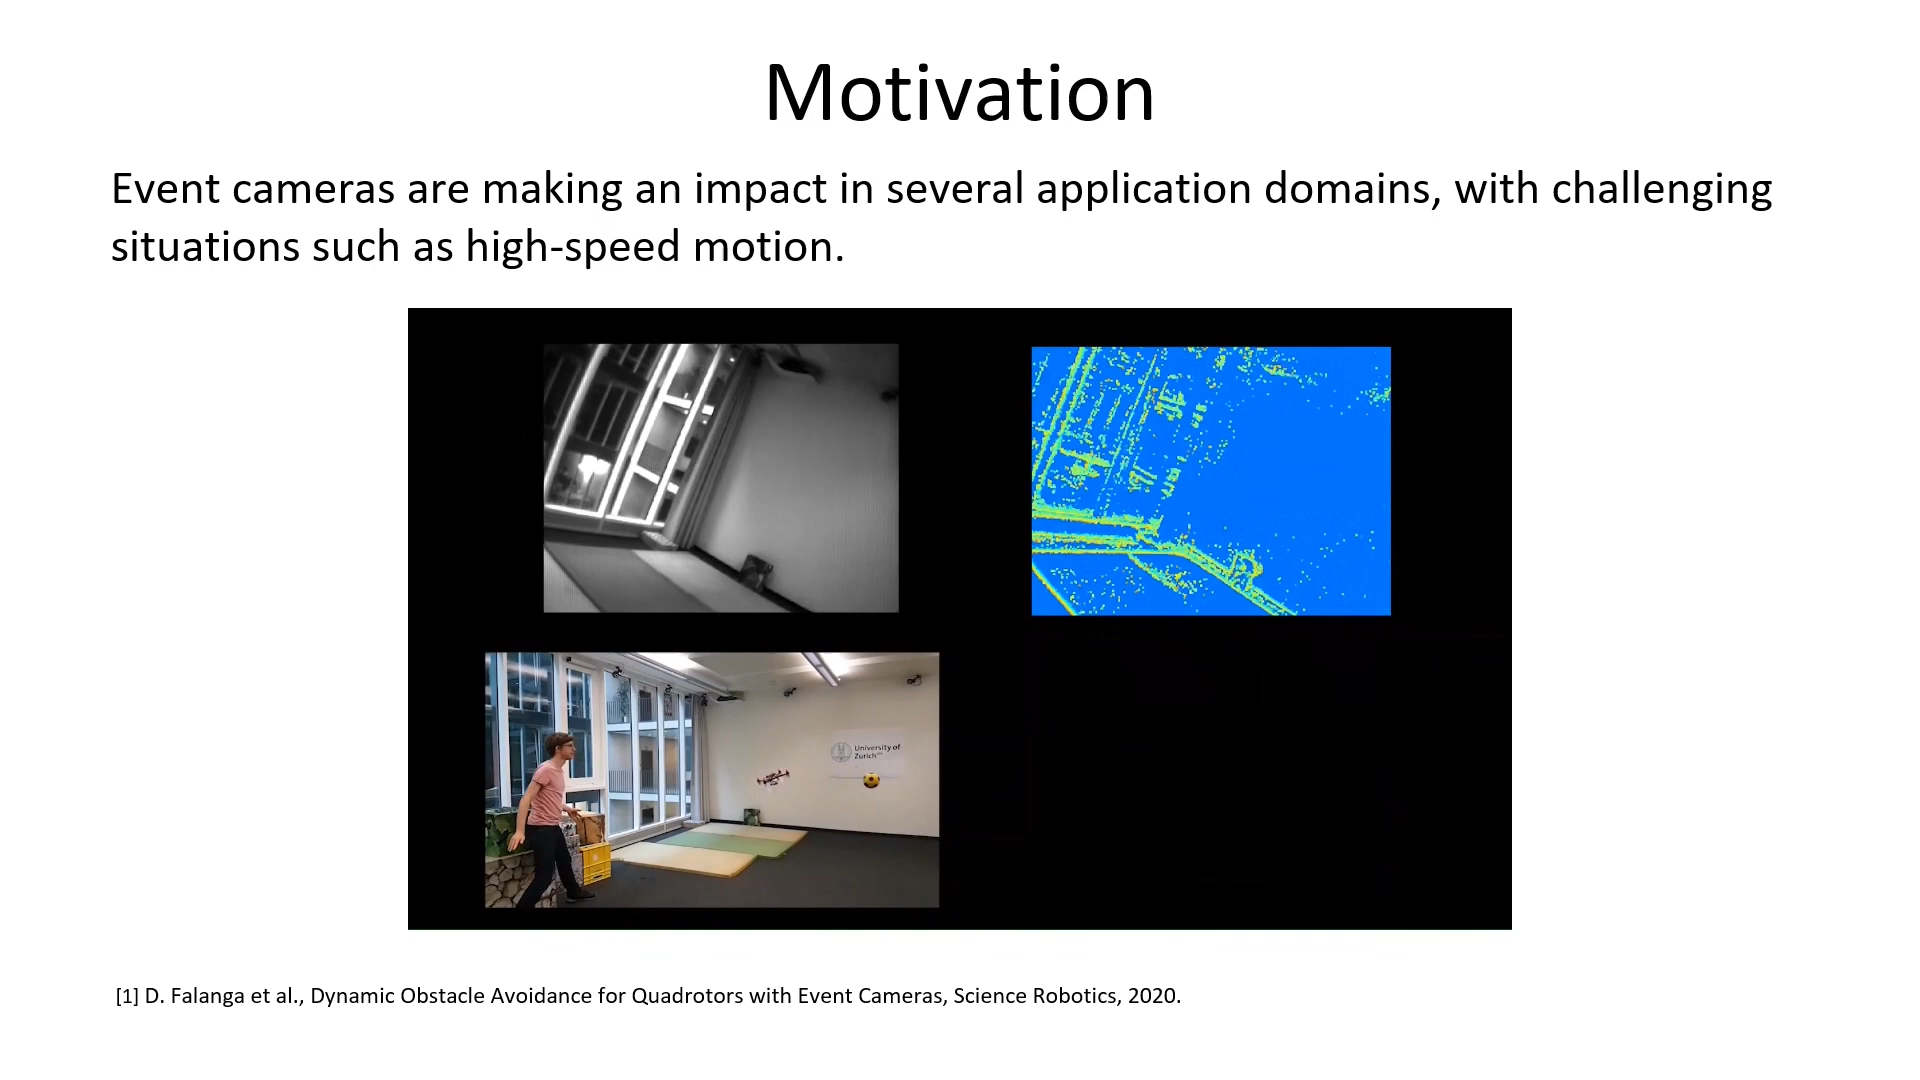 Motivation
Event cameras are making an impact in several application domains, with challenging
situations such as high-speed motion.
University of
Zurich
[1] D. Falanga et al., Dynamic Obstacle Avoidance for Quadrotors with Event Cameras, Science Robotics, 2020.